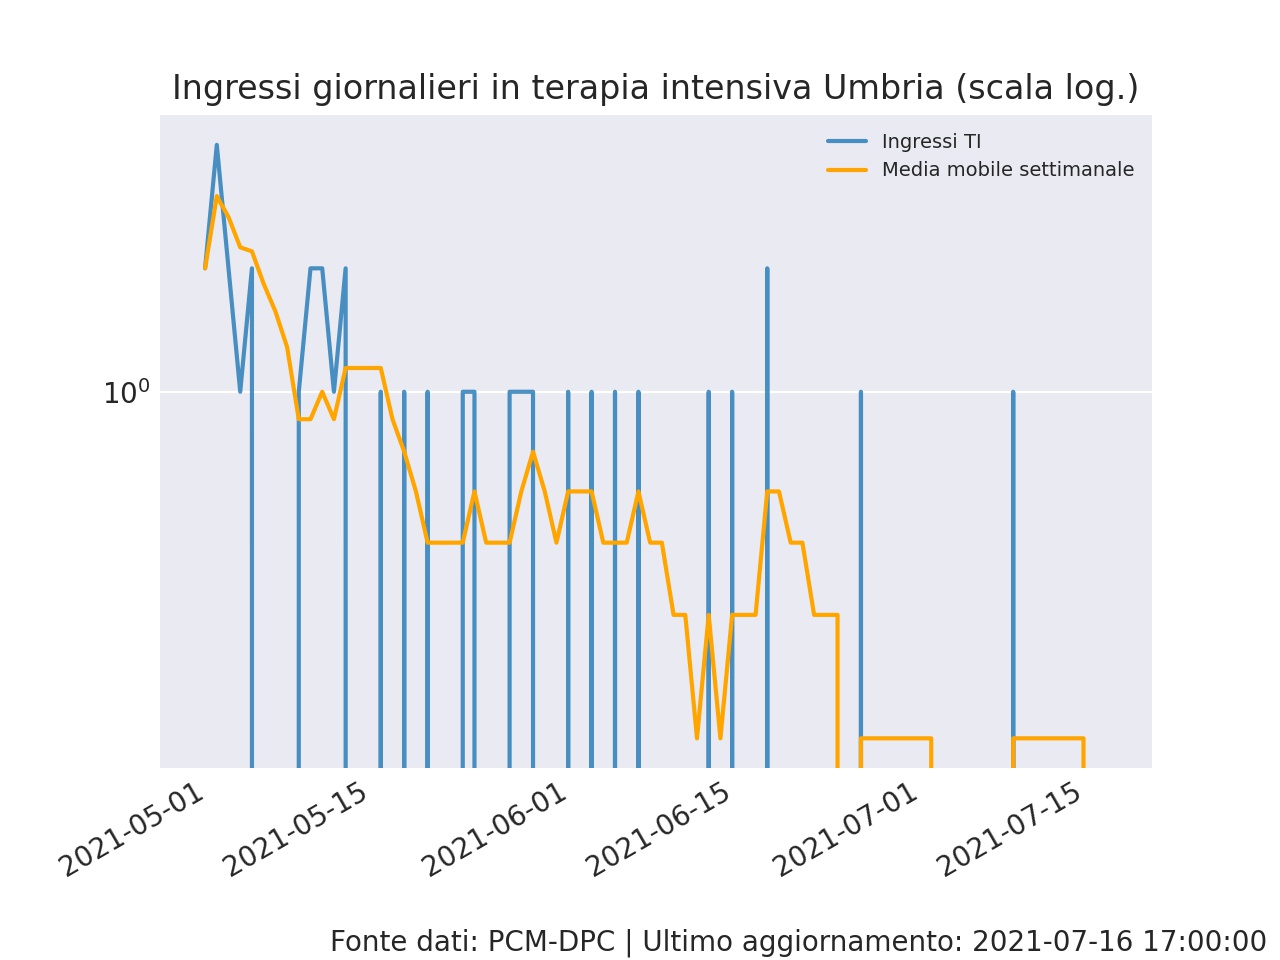 Ingressi giornalieri in terapia intensiva Umbria (scala log.)
Ingressi TI
Media mobile settimanale
10⁰
2021-05-01
2021-05-15
2021-06-01
2021-06-15
2021-07-01
2021-07-15
Fonte dati: PCM-DPC | Ultimo aggiornamento: 2021-07-16 17:00:00